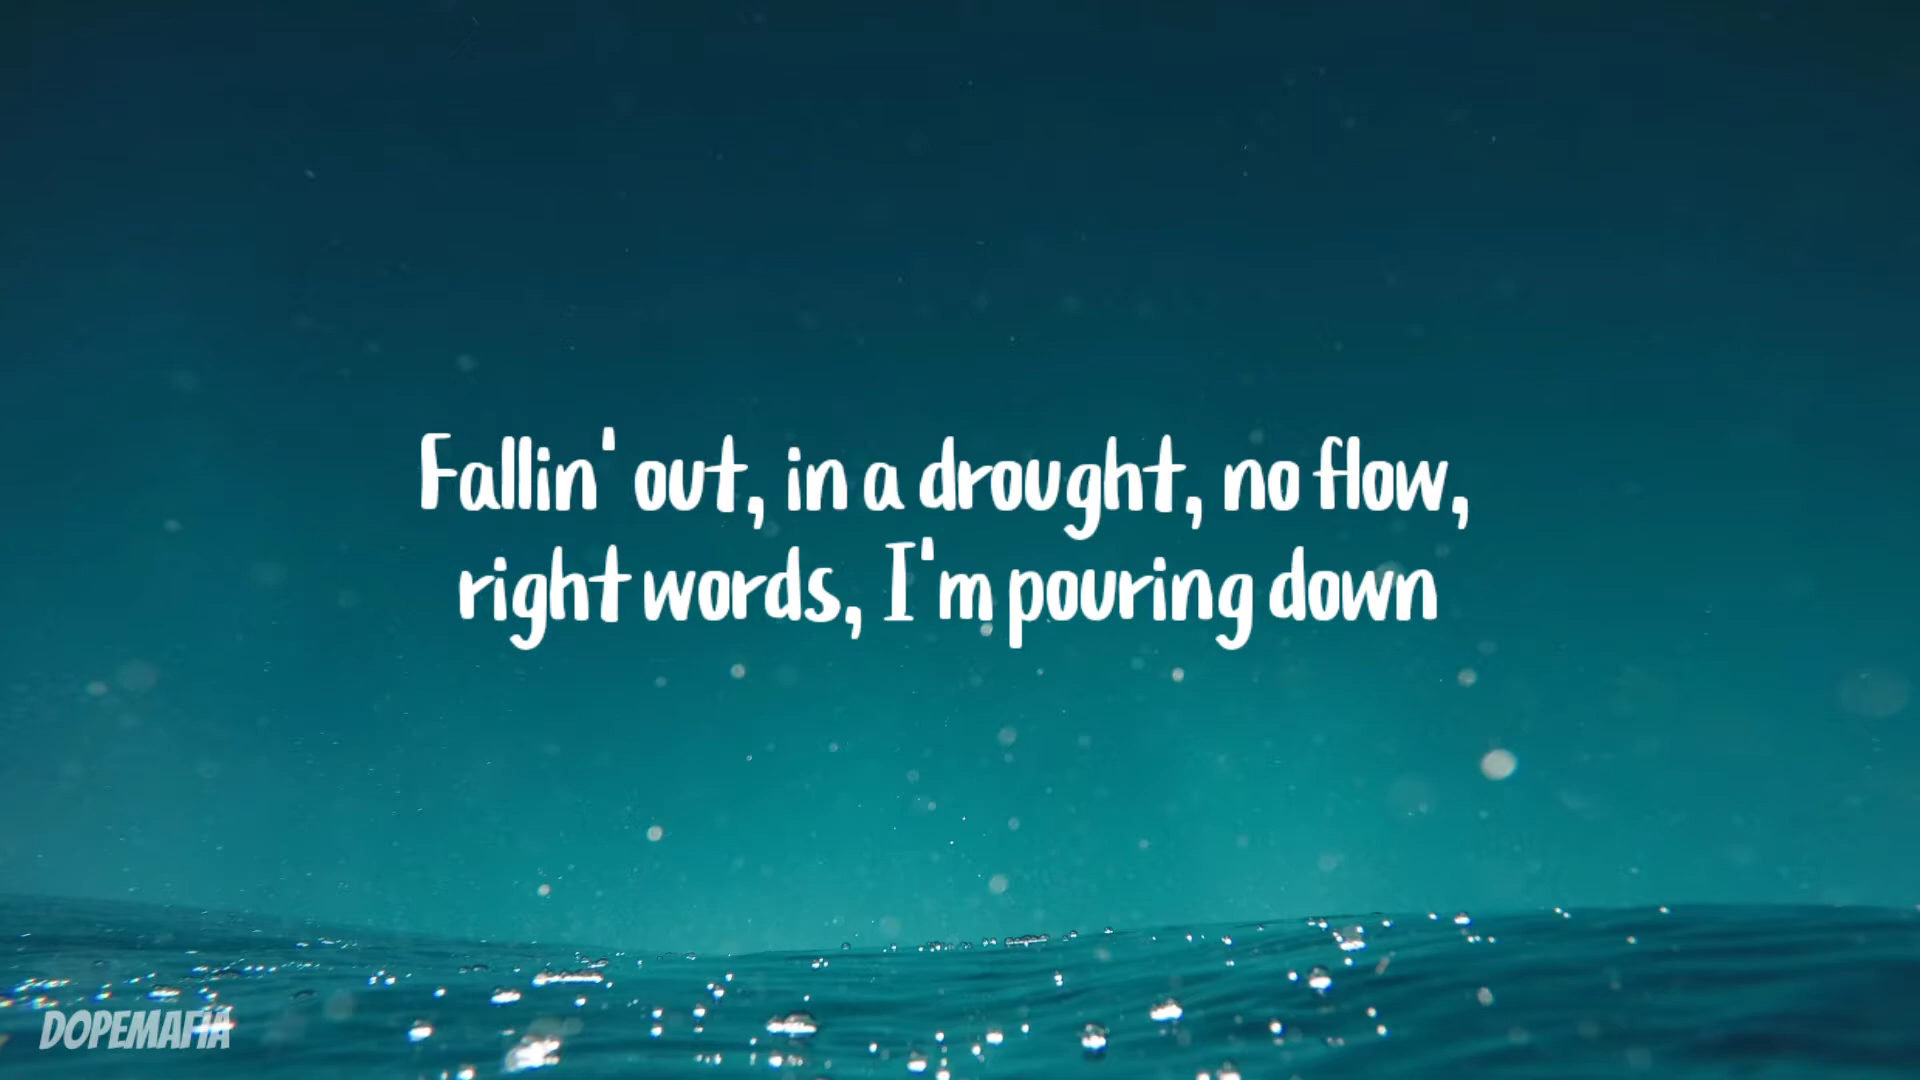 Fallin' out, in a drought, no flow,
right words, I'm pouring down
DOPEMAFIA